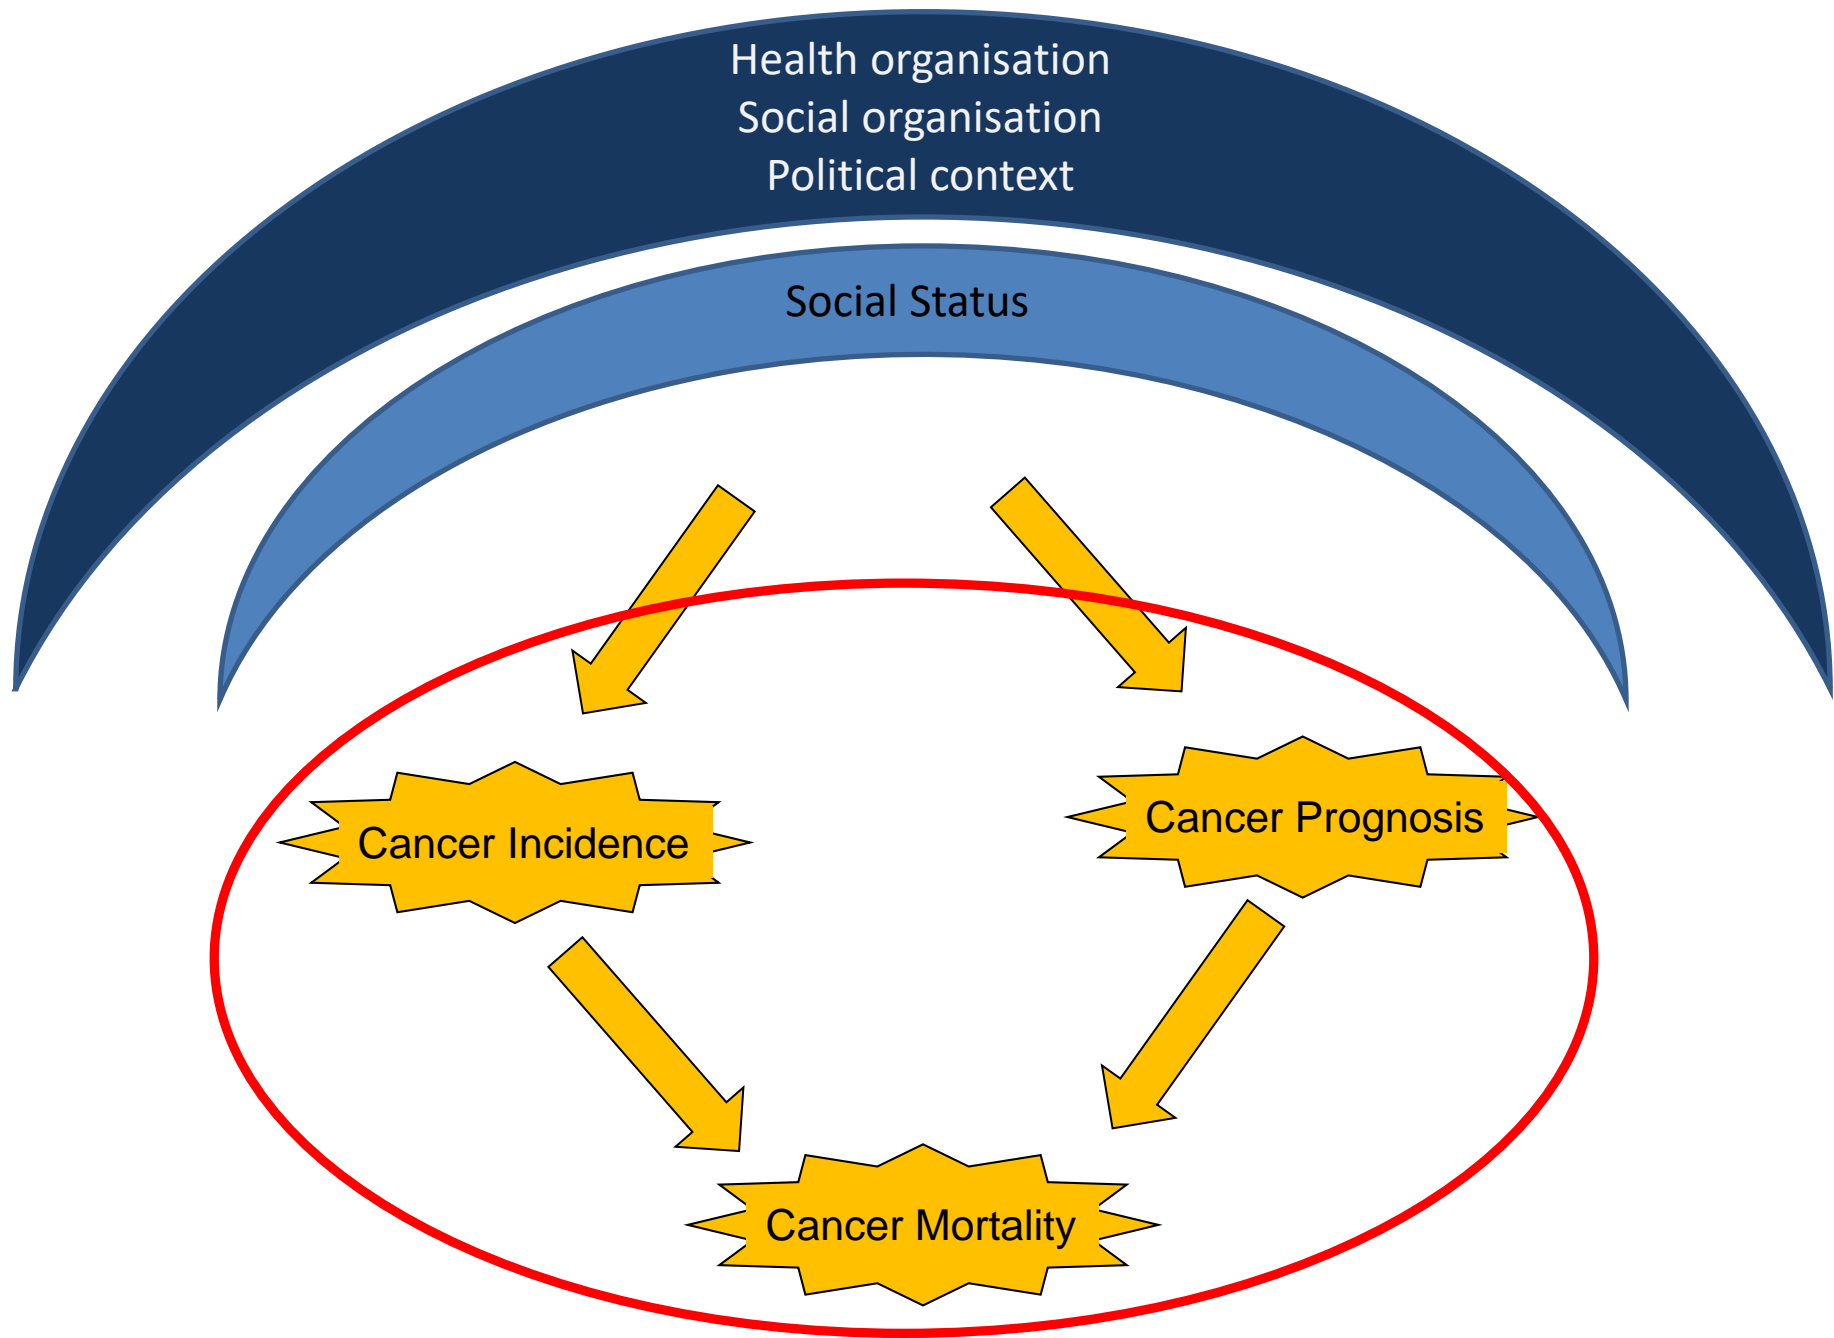 Health organisation
Social organisation
Political context
Social Status
Cancer Incidence
Cancer Prognosis
Cancer Mortality